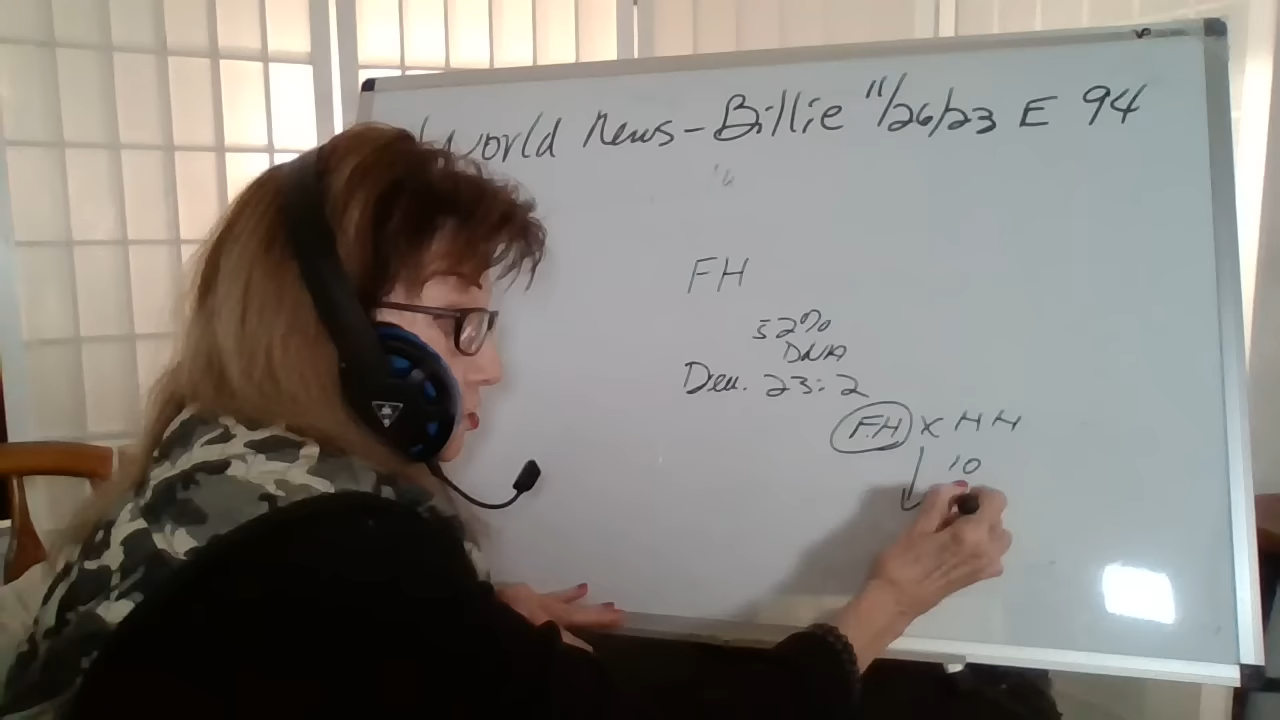 World News - Billie 11/26/23 E 94
FH
52%
DNA
Deu. 23:2
FH X HH
10